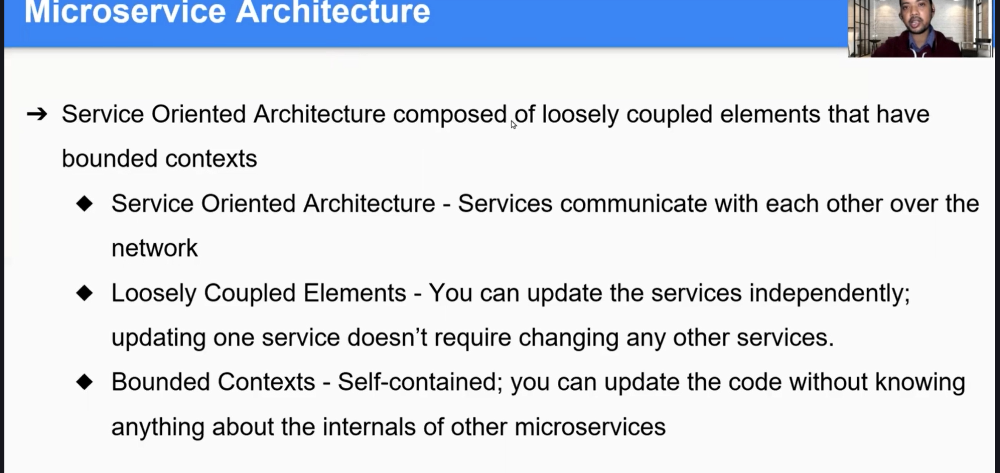 Microservice Architecture
➔ Service Oriented Architecture composed of loosely coupled elements that have
bounded contexts
◆ Service Oriented Architecture - Services communicate with each other over the
network
◆ Loosely Coupled Elements - You can update the services independently;
updating one service doesn’t require changing any other services.
◆ Bounded Contexts - Self-contained; you can update the code without knowing
anything about the internals of other microservices